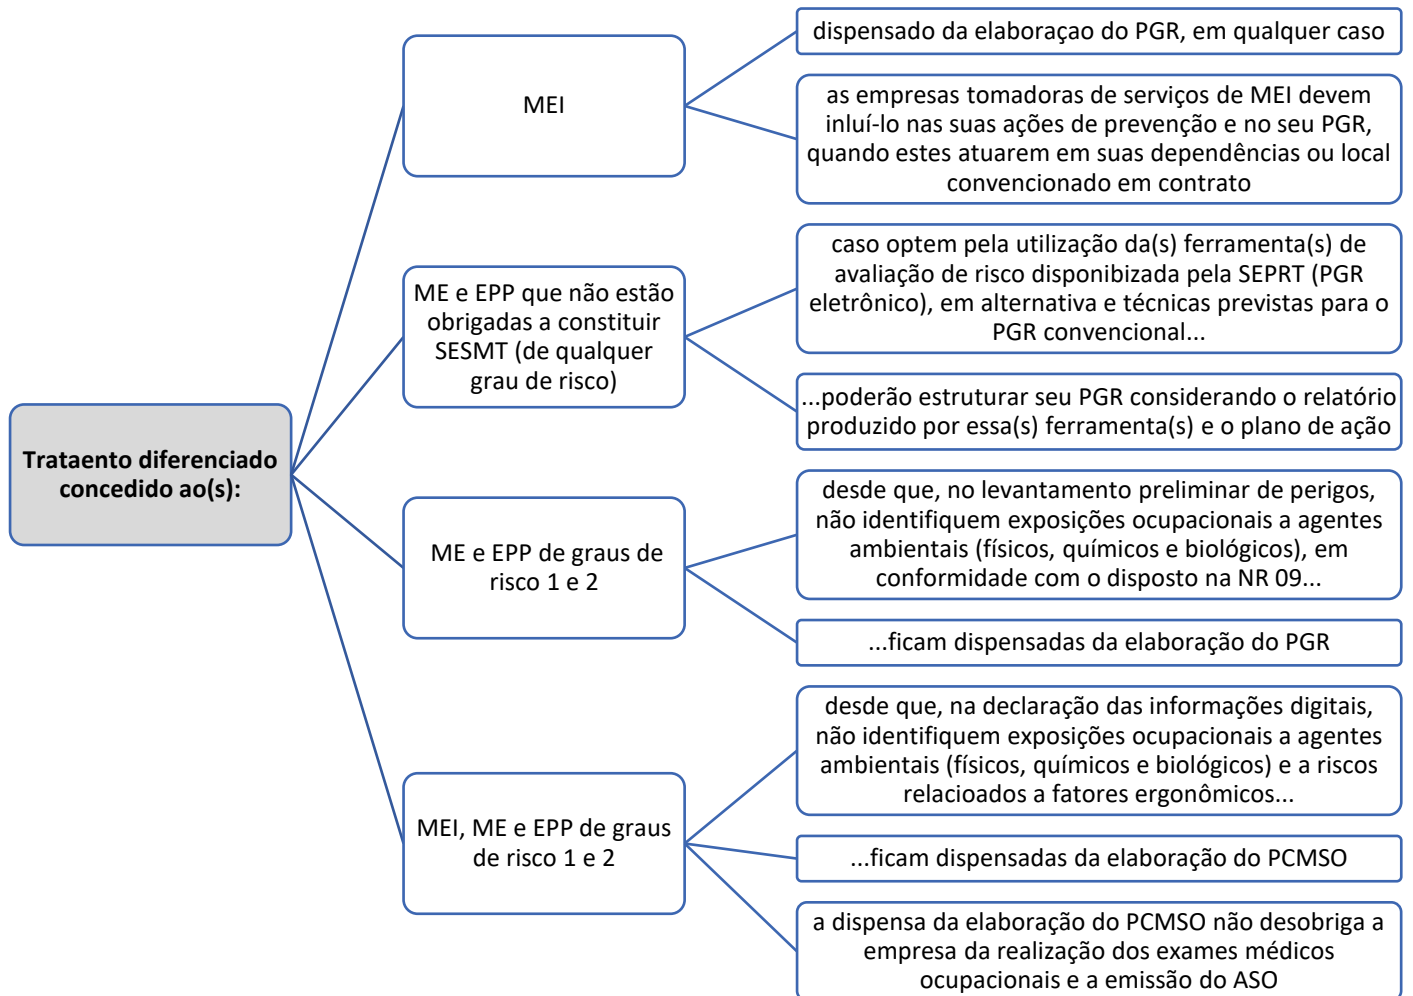 Trataento diferenciado
concedido ao(s):
MEI
dispensado da elaboraçao do PGR, em qualquer caso
as empresas tomadoras de serviços de MEI devem
inluí-lo nas suas ações de prevenção e no seu PGR,
quando estes atuarem em suas dependências ou local
convencionado em contrato
ME e EPP que não estão
obrigadas a constituir
SESMT (de qualquer
grau de risco)
caso optem pela utilização da(s) ferramenta(s) de
avaliação de risco disponibizada pela SEPRT (PGR
eletrônico), em alternativa e técnicas previstas para o
PGR convencional...
...poderão estruturar seu PGR considerando o relatório
produzido por essa(s) ferramenta(s) e o plano de ação
ME e EPP de graus de
risco 1 e 2
desde que, no levantamento preliminar de perigos,
não identifiquem exposições ocupacionais a agentes
ambientais (físicos, químicos e biológicos), em
conformidade com o disposto na NR 09...
...ficam dispensadas da elaboração do PGR
MEI, ME e EPP de graus
de risco 1 e 2
desde que, na declaração das informações digitais,
não identifiquem exposições ocupacionais a agentes
ambientais (físicos, químicos e biológicos) e a riscos
relacioados a fatores ergonômicos...
...ficam dispensadas da elaboração do PCMSO
a dispensa da elaboração do PCMSO não desobriga a
empresa da realização dos exames médicos
ocupacionais e a emissão do ASO